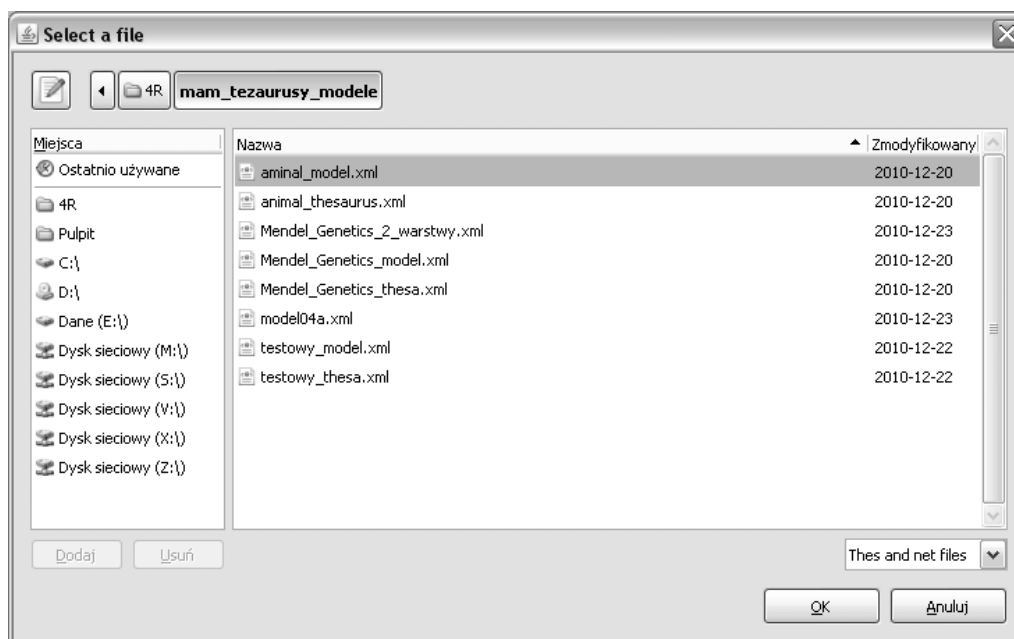 Select a file
4R mam_tezaurusy_modele
Miejsca
Ostatnio używane
4R
Pulpit
C:\
D:\
Dane (E:\)
Dysk sieciowy (M:\)
Dysk sieciowy (S:\)
Dysk sieciowy (V:\)
Dysk sieciowy (X:\)
Dysk sieciowy (Z:\)
Nazwa Zmodyfikowany
aminal_model.xml 2010-12-20
animal_thesaurus.xml 2010-12-20
Mendel_Genetics_2_warstwy.xml 2010-12-23
Mendel_Genetics_model.xml 2010-12-20
Mendel_Genetics_thesa.xml 2010-12-20
model04a.xml 2010-12-23
testowy_model.xml 2010-12-22
testowy_thesa.xml 2010-12-22
Dodaj Usuń
Thes and net files
OK Anuluj